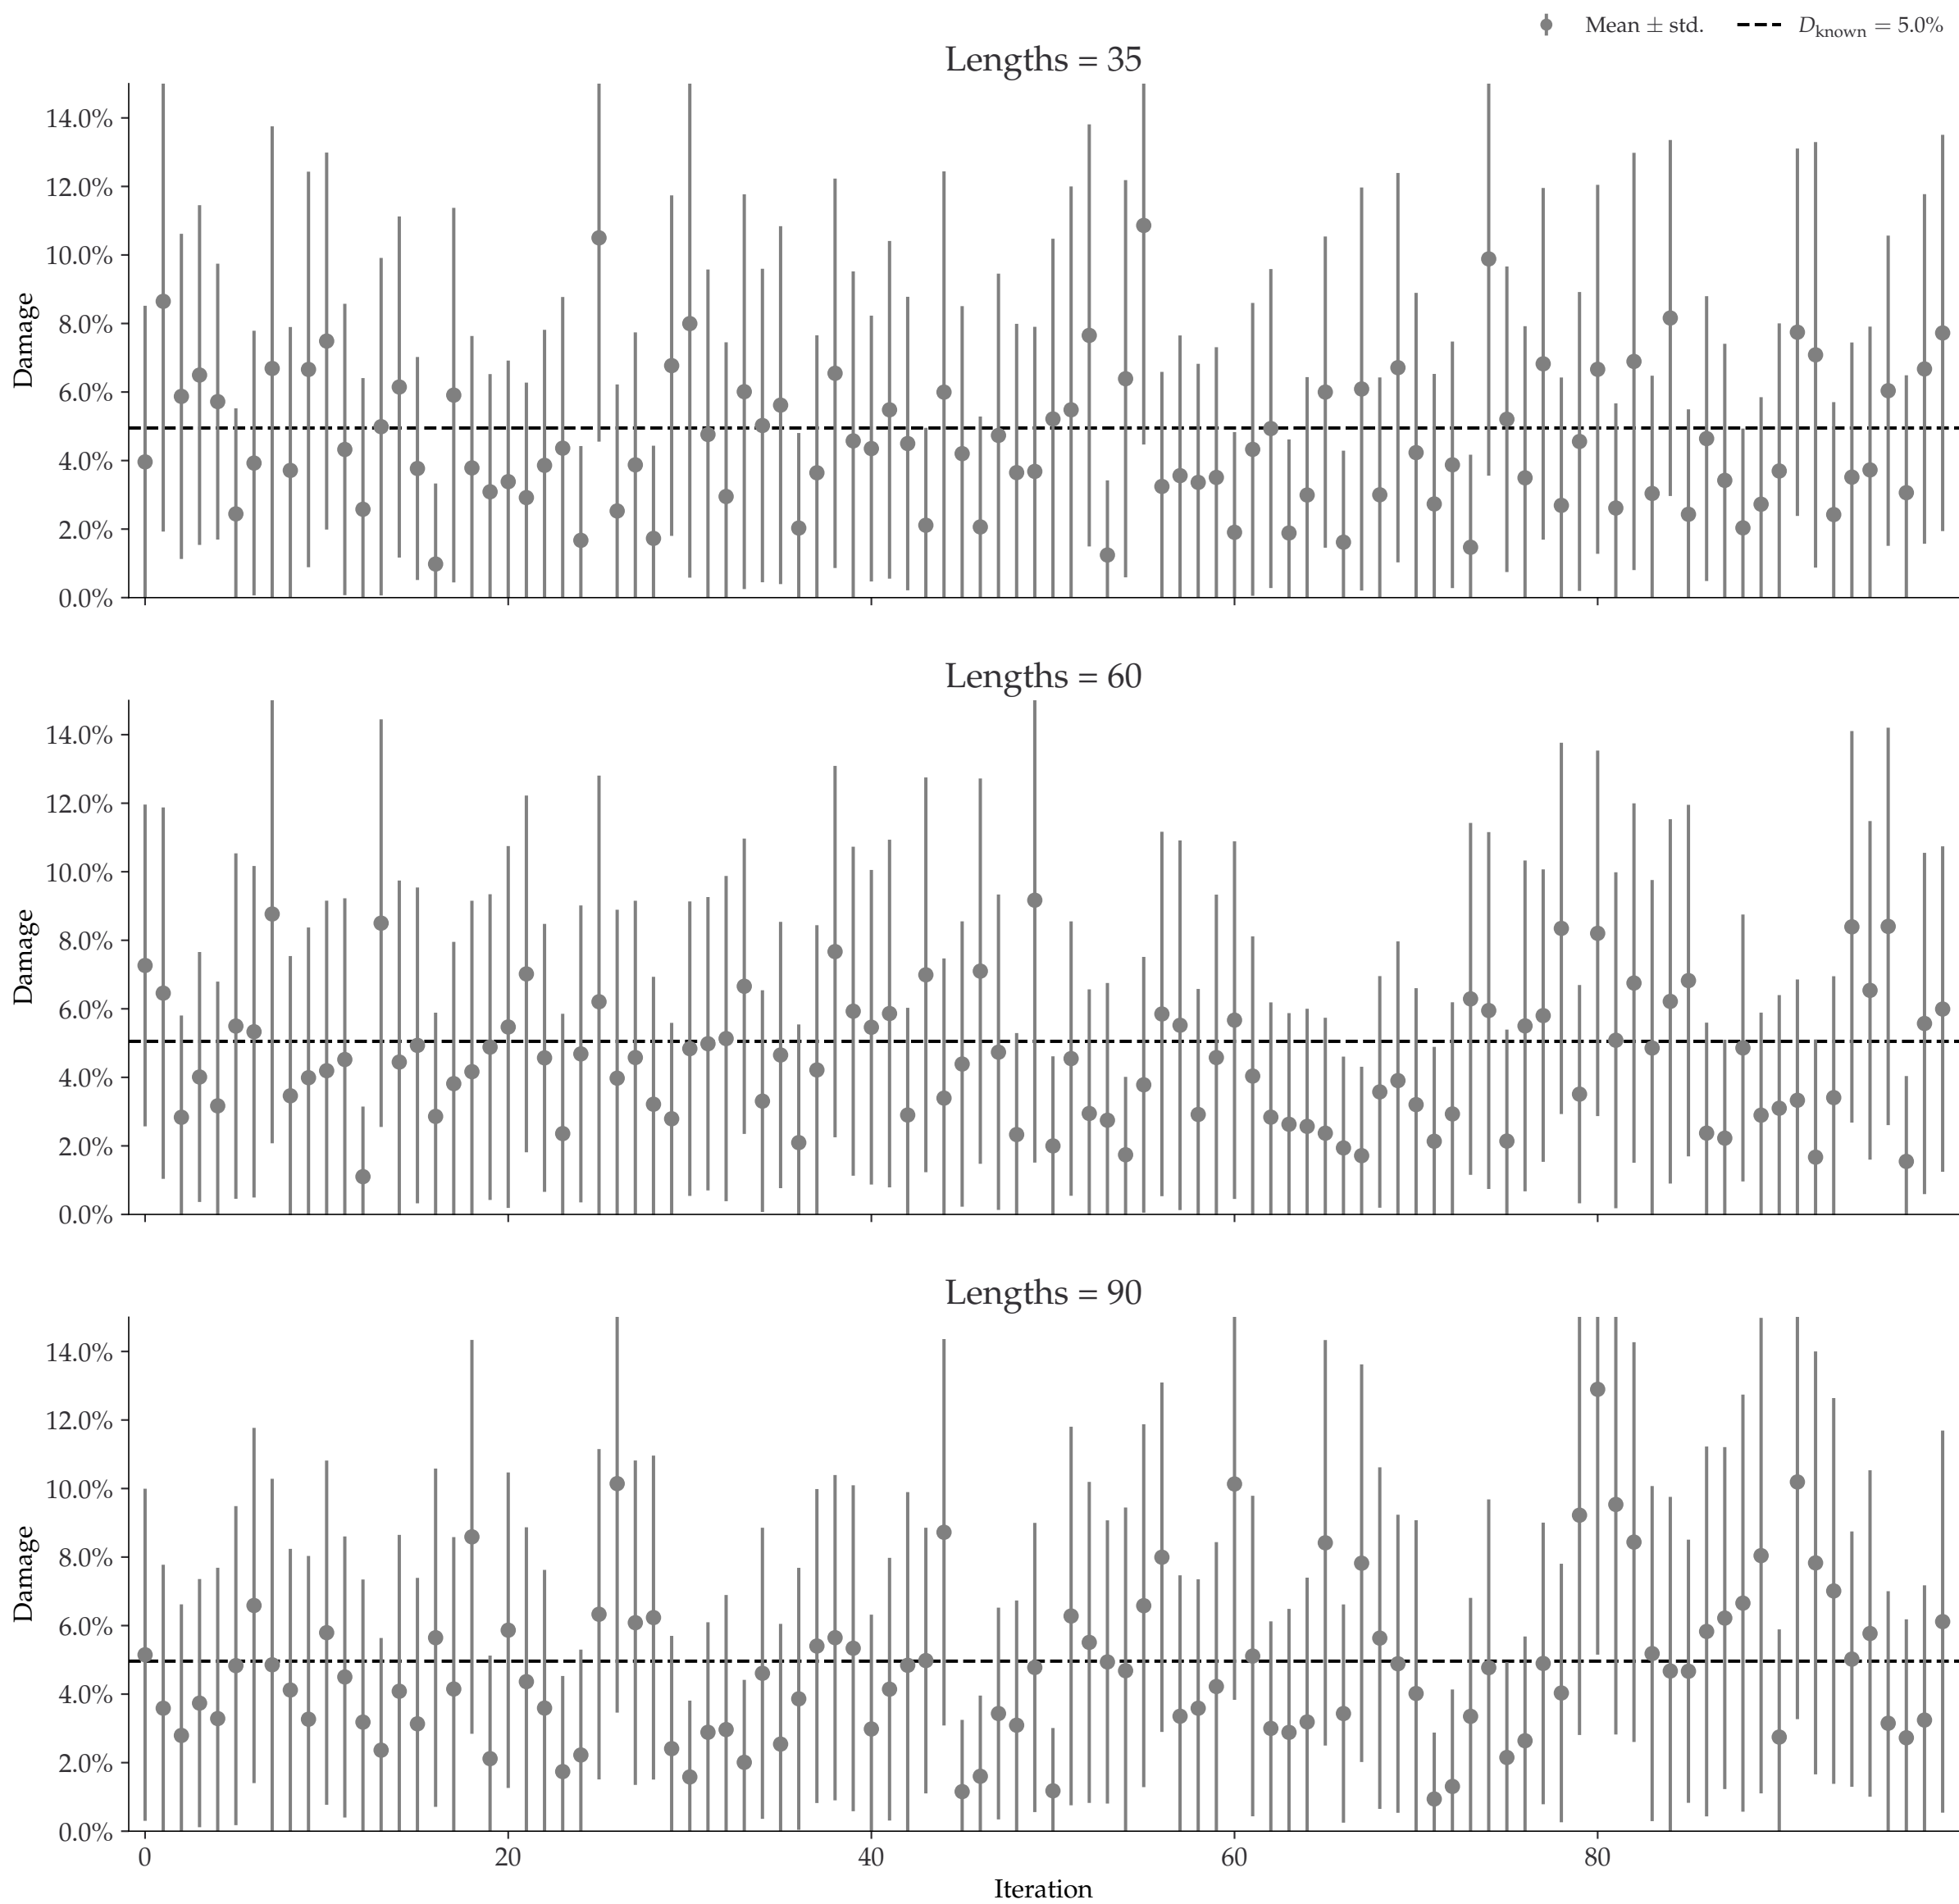 Mean ± std. D_known = 5.0%
Lengths = 35
14.0%
12.0%
10.0%
8.0%
6.0%
4.0%
2.0%
0.0%
Damage
Lengths = 60
14.0%
12.0%
10.0%
8.0%
6.0%
4.0%
2.0%
0.0%
Damage
Lengths = 90
14.0%
12.0%
10.0%
8.0%
6.0%
4.0%
2.0%
0.0%
Damage
0 20 40 60 80
Iteration